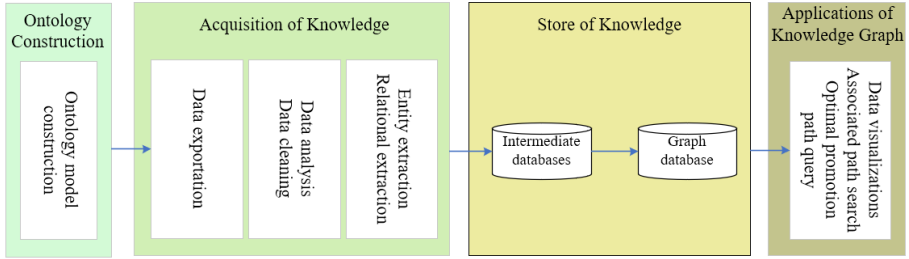 Ontology
Construction
Ontology model
construction
Acquisition of Knowledge
Data exportation
Data analysis
Data cleaning
Entity extraction
Relational extraction
Store of Knowledge
Intermediate
databases
Graph
database
Applications of
Knowledge Graph
Data visualizations
Associated path search
Optimal promotion
path query